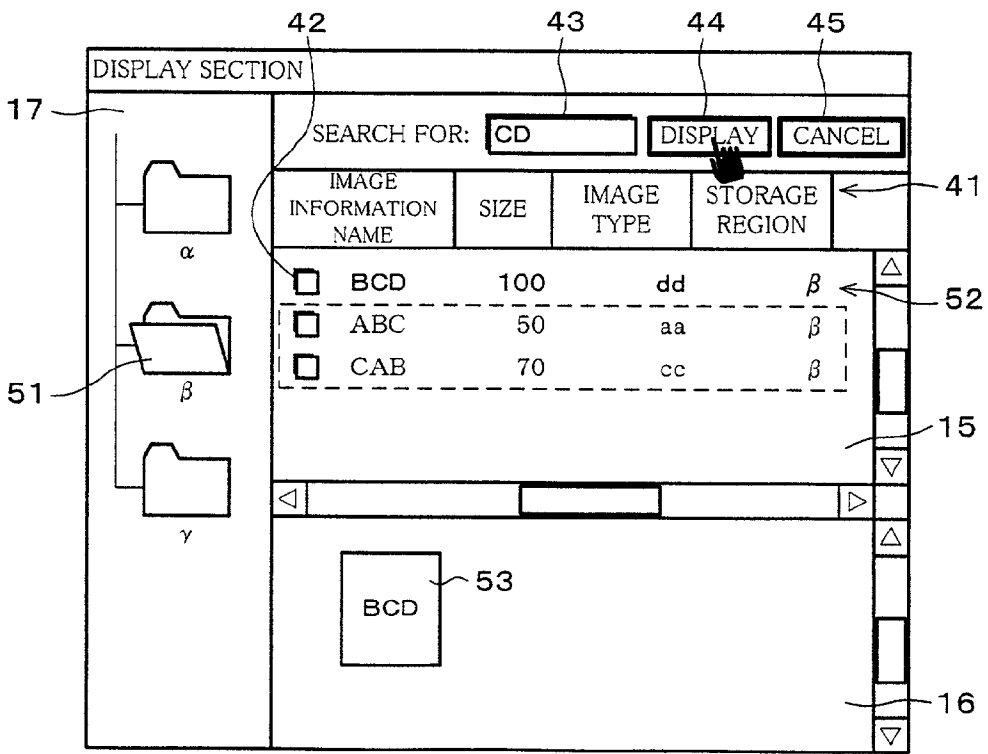 42 43 44 45
DISPLAY SECTION
17
SEARCH FOR: CD DISPLAY CANCEL
IMAGE INFORMATION NAME SIZE IMAGE TYPE STORAGE REGION 41
α
BCD 100 dd β 52
ABC 50 aa β
CAB 70 cc β
51
β
15
γ
BCD 53
16